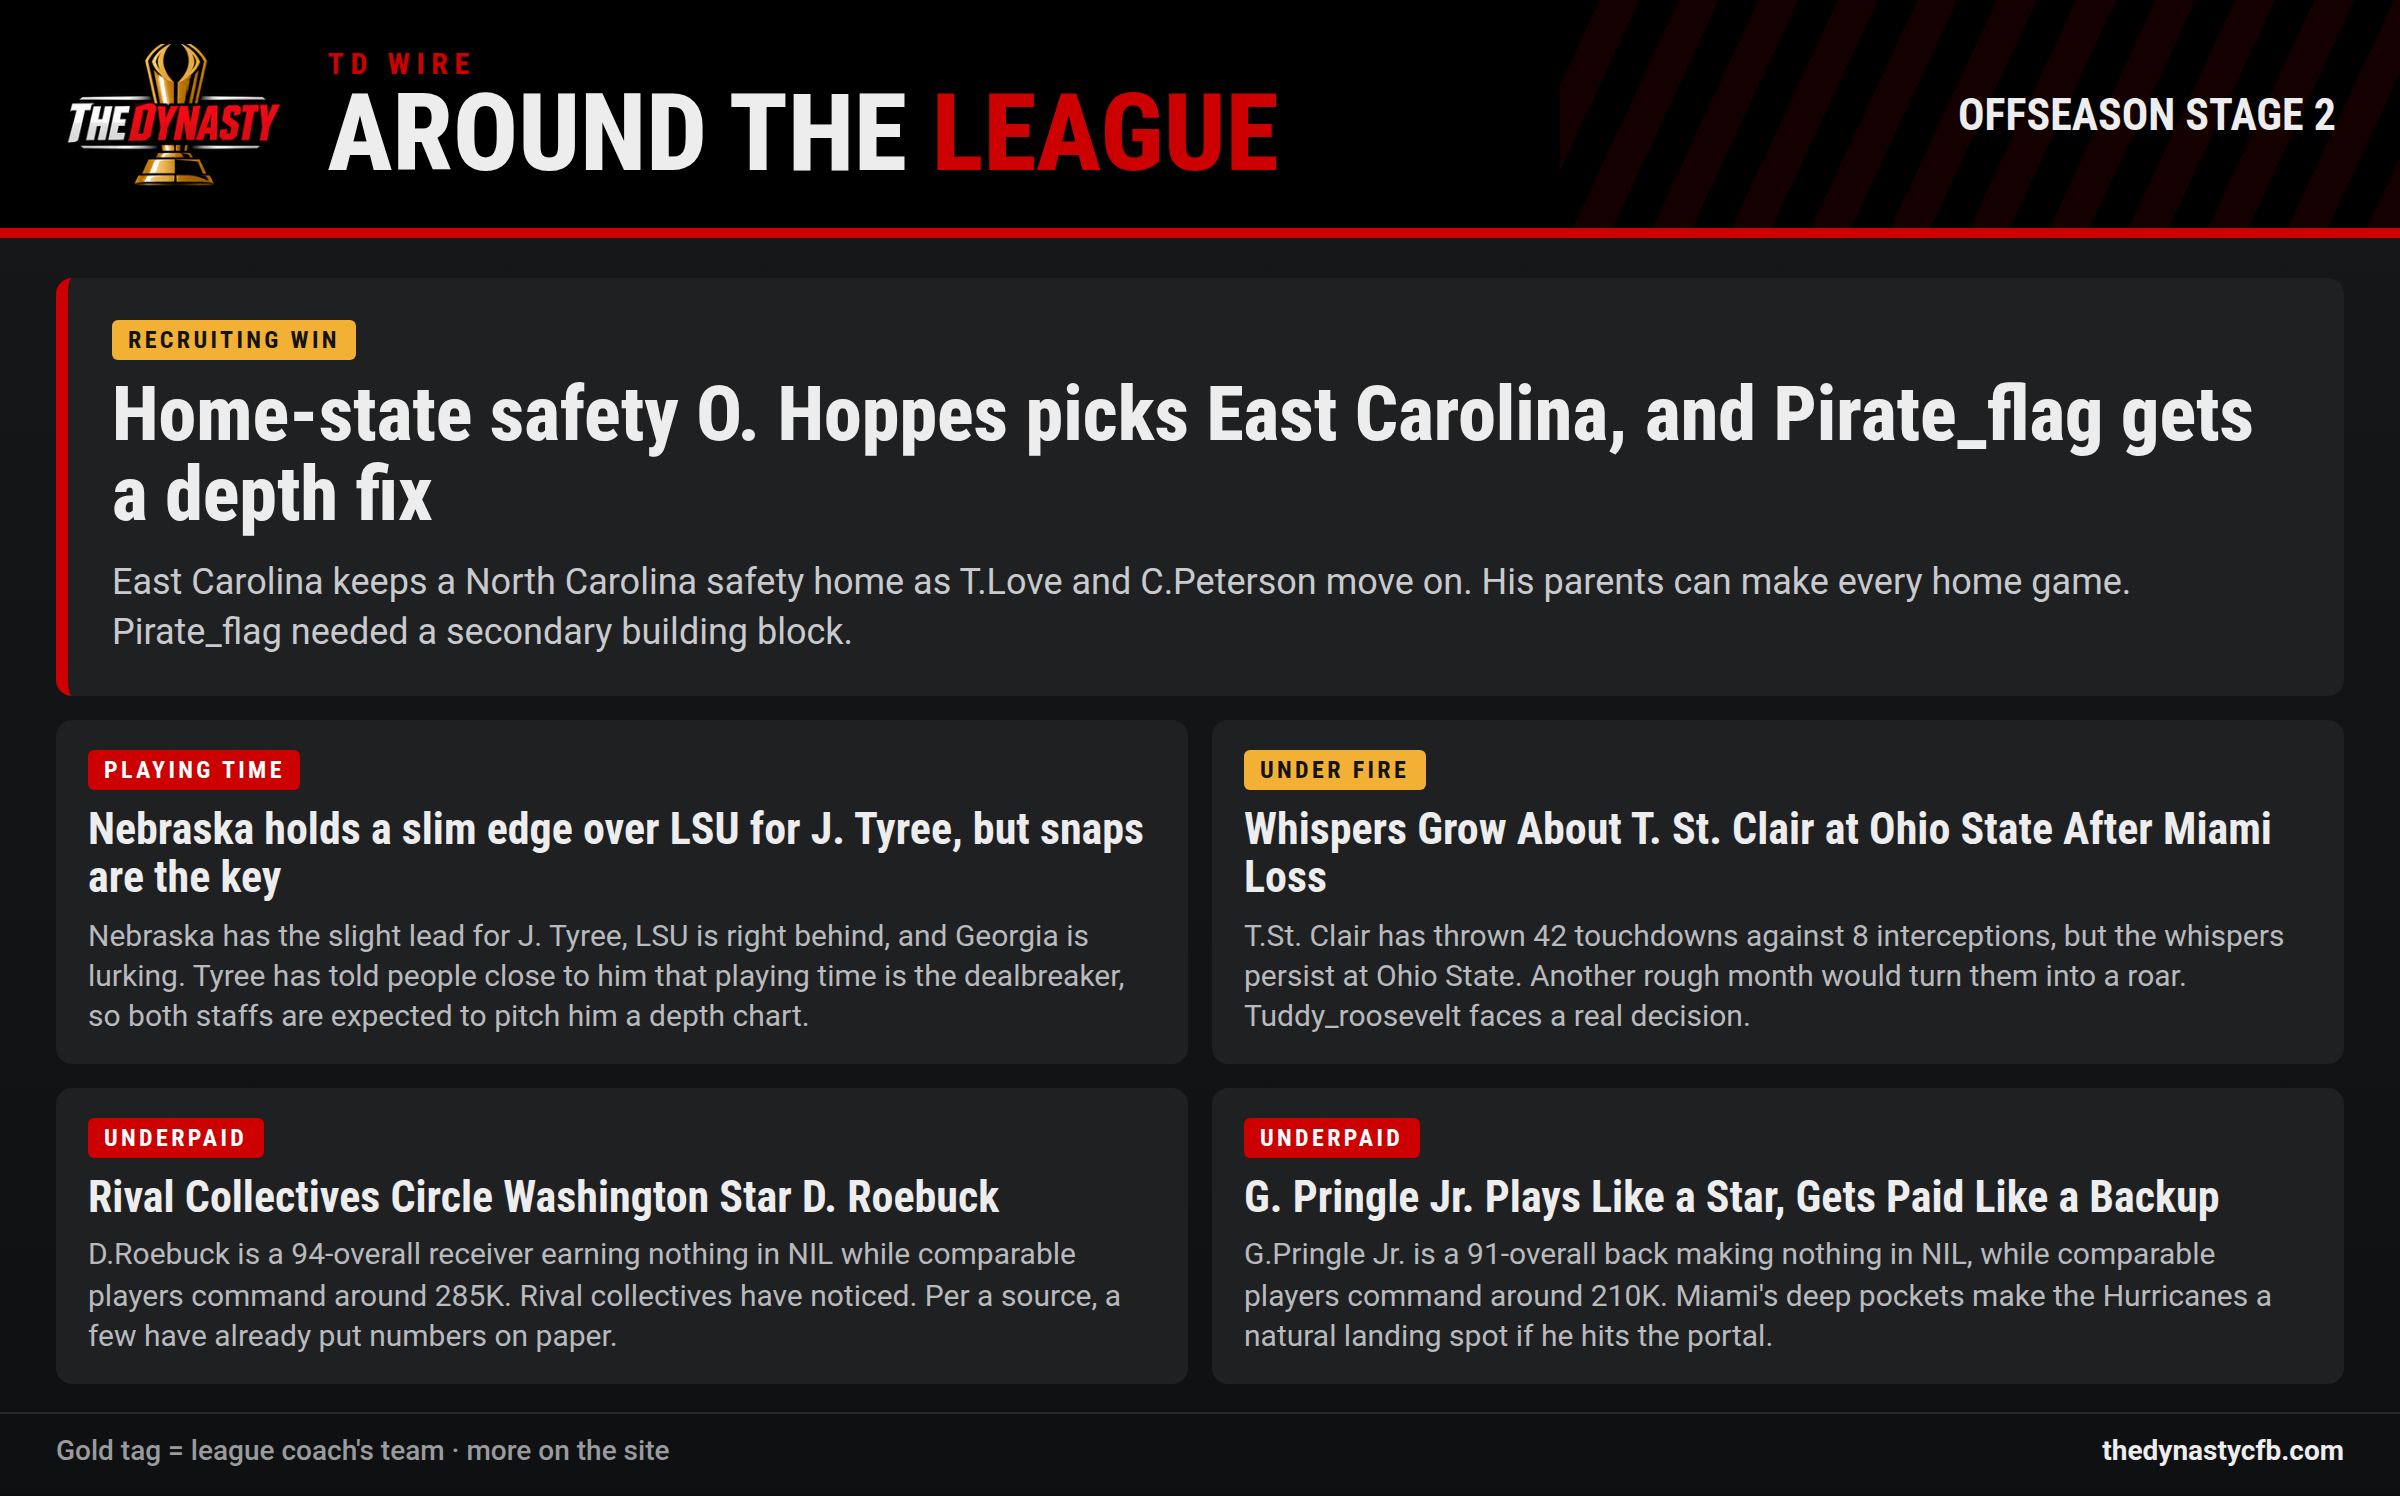 THE DYNASTY
TD WIRE
AROUND THE LEAGUE
OFFSEASON STAGE 2
RECRUITING WIN
Home-state safety O. Hoppes picks East Carolina, and Pirate_flag gets
a depth fix
East Carolina keeps a North Carolina safety home as T.Love and C.Peterson move on. His parents can make every home game.
Pirate_flag needed a secondary building block.
PLAYING TIME
Nebraska holds a slim edge over LSU for J. Tyree, but snaps
are the key
Nebraska has the slight lead for J. Tyree, LSU is right behind, and Georgia is
lurking. Tyree has told people close to him that playing time is the dealbreaker,
so both staffs are expected to pitch him a depth chart.
UNDER FIRE
Whispers Grow About T. St. Clair at Ohio State After Miami
Loss
T.St. Clair has thrown 42 touchdowns against 8 interceptions, but the whispers
persist at Ohio State. Another rough month would turn them into a roar.
Tuddy_roosevelt faces a real decision.
UNDERPAID
Rival Collectives Circle Washington Star D. Roebuck
D.Roebuck is a 94-overall receiver earning nothing in NIL while comparable
players command around 285K. Rival collectives have noticed. Per a source, a
few have already put numbers on paper.
UNDERPAID
G. Pringle Jr. Plays Like a Star, Gets Paid Like a Backup
G.Pringle Jr. is a 91-overall back making nothing in NIL, while comparable
players command around 210K. Miami's deep pockets make the Hurricanes a
natural landing spot if he hits the portal.
Gold tag = league coach's team · more on the site
thedynastycfb.com